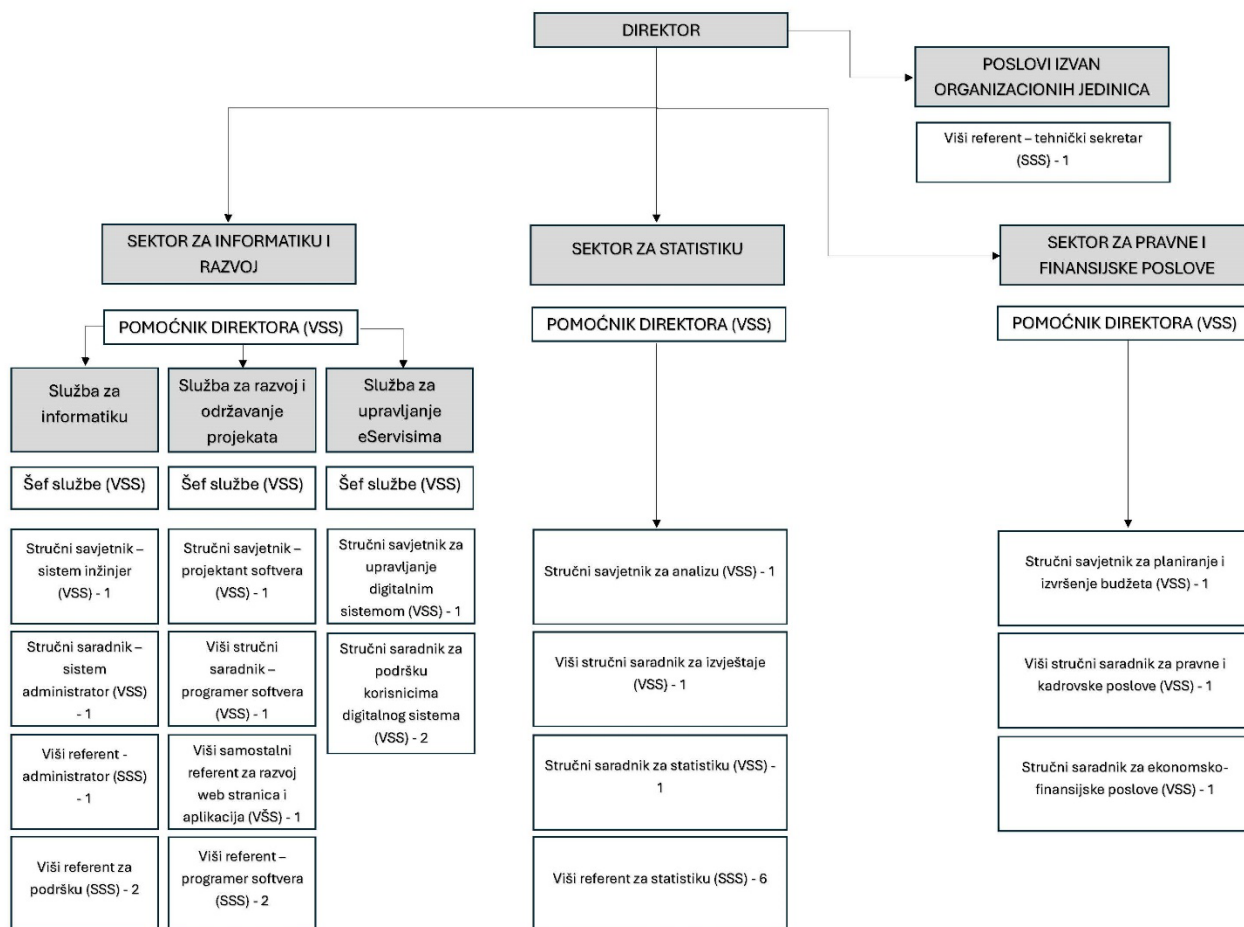 DIREKTOR
POSLOVI IZVAN
ORGANIZACIONIH JEDINICA
Viši referent – tehnički sekretar
(SSS) - 1
SEKTOR ZA INFORMATIKU I
RAZVOJ
POMOĆNIK DIREKTORA (VSS)
Služba za
informatiku
Šef službe (VSS)
Stručni savjetnik –
sistem inžinjer
(VSS) - 1
Stručni saradnik –
sistem
administrator (VSS)
- 1
Viši referent -
administrator (SSS)
- 1
Viši referent za
podršku (SSS) - 2
Služba za razvoj i
održavanje
projekata
Šef službe (VSS)
Stručni savjetnik –
projektant softvera
(VSS) - 1
Viši stručni
saradnik –
programer softvera
(VSS) - 1
Viši samostalni
referent za razvoj
web stranica i
aplikacija (VŠS) - 1
Viši referent –
programer softvera
(SSS) - 2
Služba za
upravljanje
eServisima
Šef službe (VSS)
Stručni savjetnik za
upravljanje
digitalnim
sistemom (VSS) - 1
Stručni saradnik za
podršku korisnicima
digitalnog sistema
(VSS) - 2
SEKTOR ZA STATISTIKU
POMOĆNIK DIREKTORA (VSS)
Stručni savjetnik za analizu (VSS) - 1
Viši stručni saradnik za izvještaje
(VSS) - 1
Stručni saradnik za statistiku (VSS) -
1
Viši referent za statistiku (SSS) - 6
SEKTOR ZA PRAVNE I
FINANSIJSKE POSLOVE
POMOĆNIK DIREKTORA (VSS)
Stručni savjetnik za planiranje i
izvršenje budžeta (VSS) - 1
Viši stručni saradnik za pravne i
kadrovske poslove (VSS) - 1
Stručni saradnik za ekonomsko-
finansijske poslove (VSS) - 1